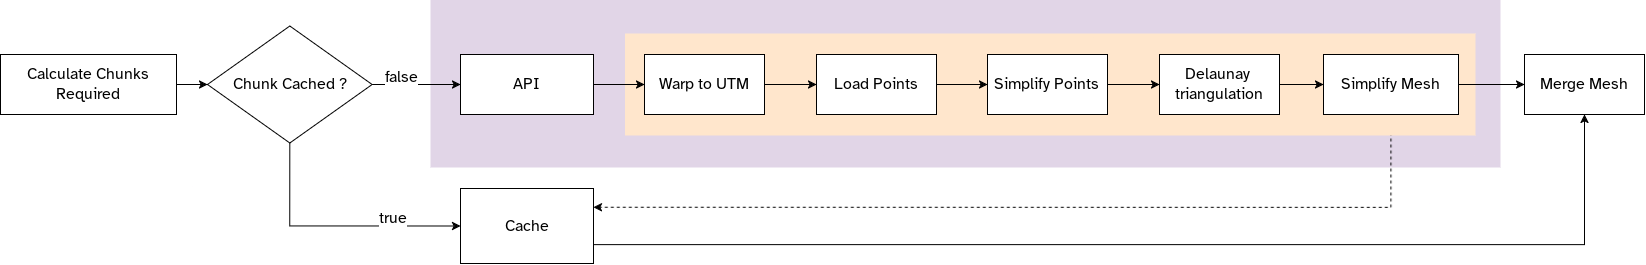 Calculate Chunks
Required
Chunk Cached ?
false
API
Warp to UTM
Load Points
Simplify Points
Delaunay
triangulation
Simplify Mesh
Merge Mesh
true
Cache